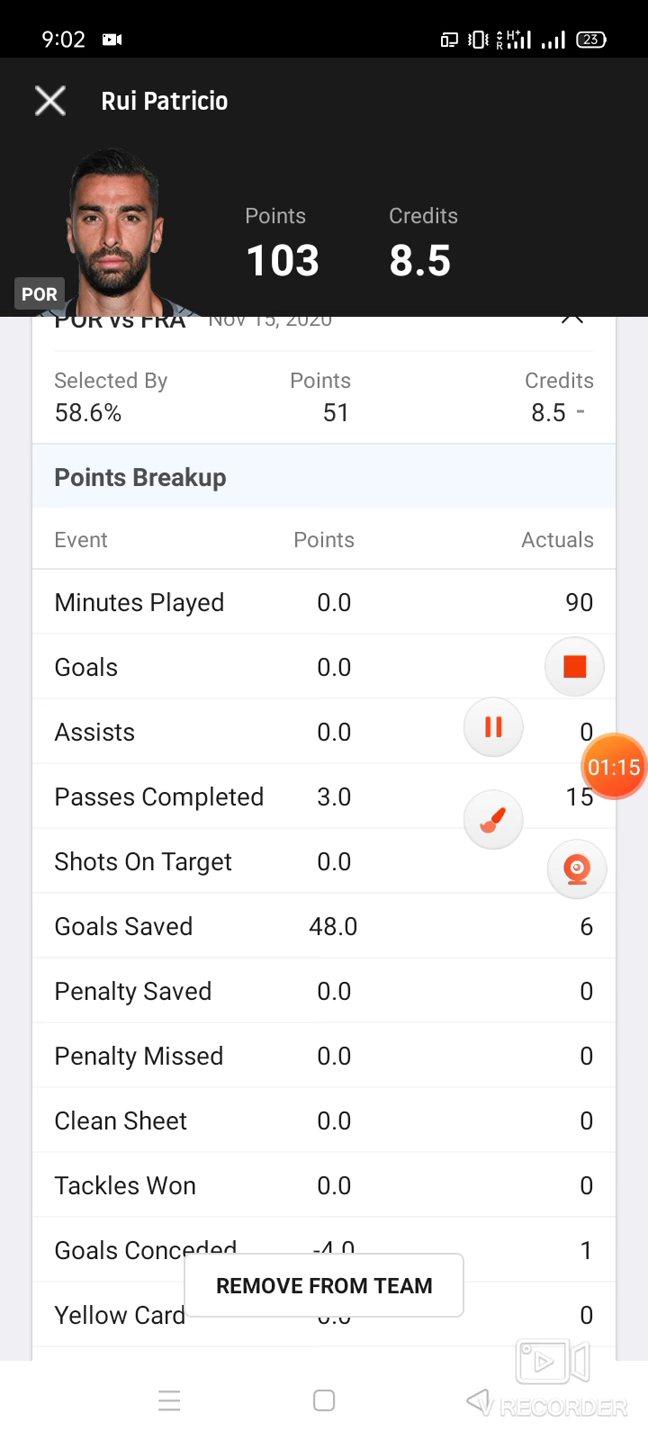 9:02
H+
R
23
Rui Patricio
Points Credits
103 8.5
POR
POR vs FRA Nov 15, 2020
Selected By Points Credits
58.6% 51 8.5 -
Points Breakup
Event Points Actuals
Minutes Played 0.0 90
Goals 0.0
Assists 0.0 0
01:15
Passes Completed 3.0 15
Shots On Target 0.0
Goals Saved 48.0 6
Penalty Saved 0.0 0
Penalty Missed 0.0 0
Clean Sheet 0.0 0
Tackles Won 0.0 0
Goals Conceded -4.0 1
REMOVE FROM TEAM
Yellow Card 0.0 0
V RECORDER